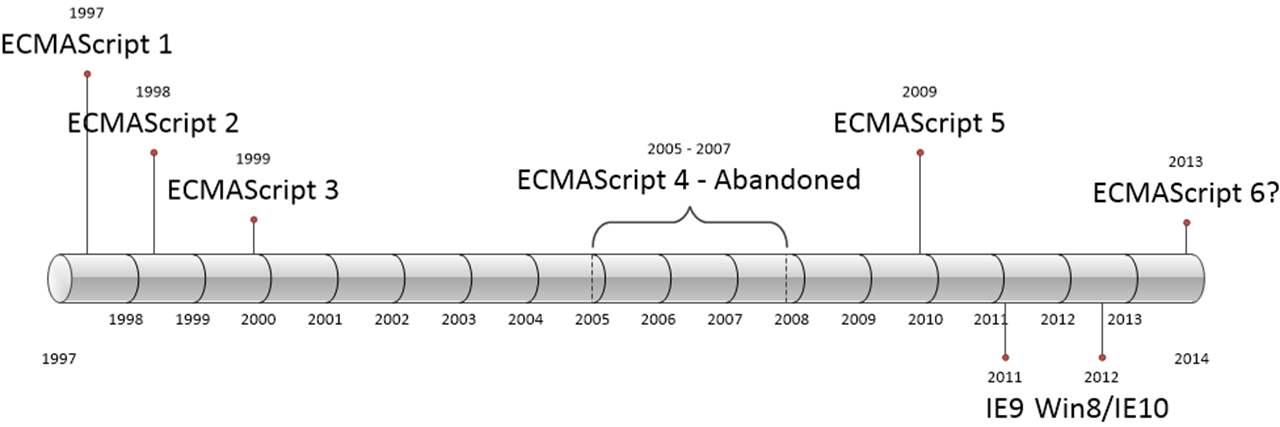 1997
ECMAScript 1
1998
ECMAScript 2
1999
ECMAScript 3
2005 - 2007
ECMAScript 4 - Abandoned
2009
ECMAScript 5
2013
ECMAScript 6?
1998 1999 2000 2001 2002 2003 2004 2005 2006 2007 2008 2009 2010 2011 2012 2013
1997 2014
2011 2012
IE9 Win8/IE10